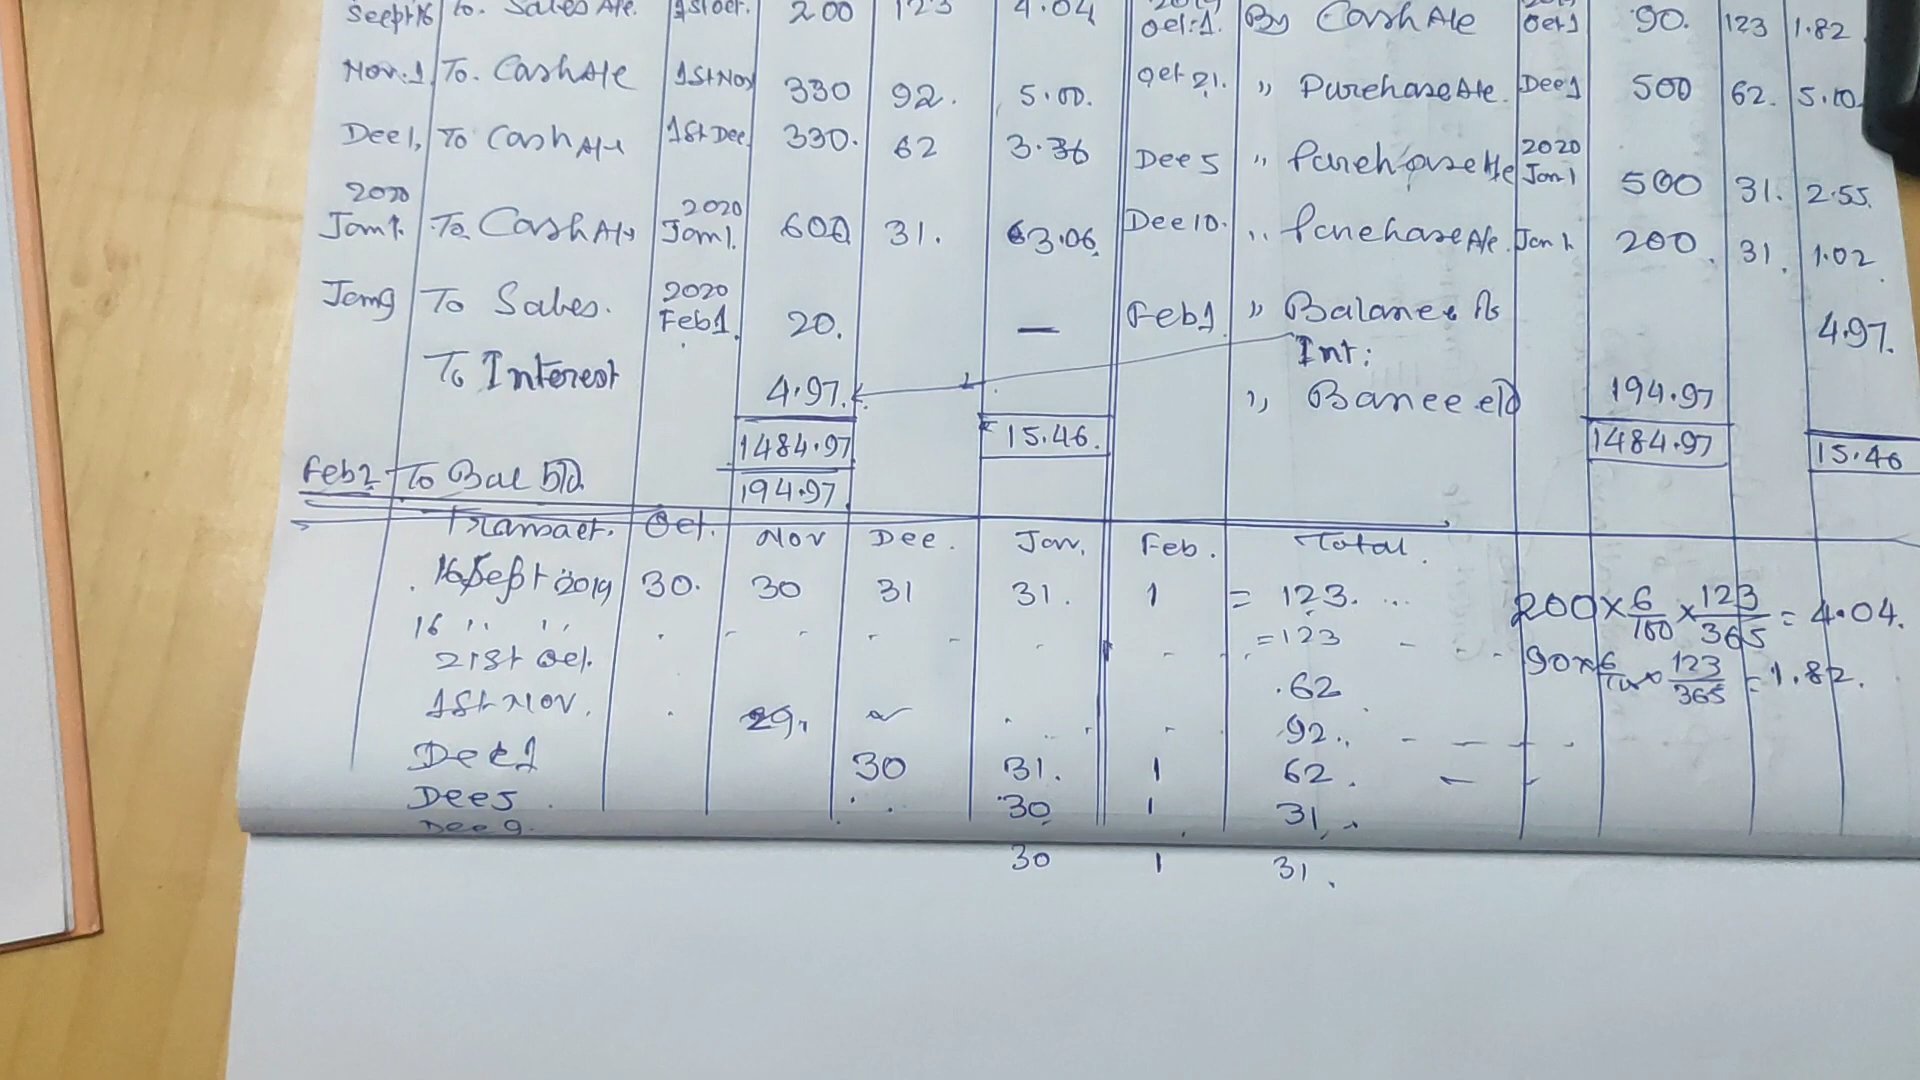 Seept 16 To. Sales A/c. 1st Oct. 200 123 4.04 Oct:1. By Cash A/c Oct 1 90. 123 1.82
Nov.1 To. Cash A/c 1st Nov 330 92. 5.00. Oct 21. ,, Purchase A/c. Dec 1 500 62. 5.10
Dec 1, To Cash A/c 1st Dec 330. 62 3.36 Dec 5 ,, Purchase A/c 2020 Jan 1 500 31. 2.55.
2020
Jan 1. To Cash A/c 2020 Jan 1. 600 31. 3.06. Dec 10. ,, Purchase A/c. Jan 1. 200. 31. 1.02.
Jan 9 To Sales. 2020 Feb 1. 20. — Feb 1 ,, Balance 4.97.
To Interest 4.97. Int:
,, Banee c/d 194.97
1484.97 15.46. 1484.97 15.46
Feb 2 To Bal b/d 194.97
Transact. Oct. Nov Dec. Jan. Feb. Total.
16 Sept 2019 30. 30 31 31. 1 = 123. ... 200 × 6/100 × 123/365 = 4.04.
16 ,, ,, = 123 90 × 6/100 × 123/365 = 1.82.
21st Oct. .62
1st Nov. 29. 92.
Dec 1 30 31. 1 62.
Dec 5 30 1 31,
Dec 9. 30 1 31.